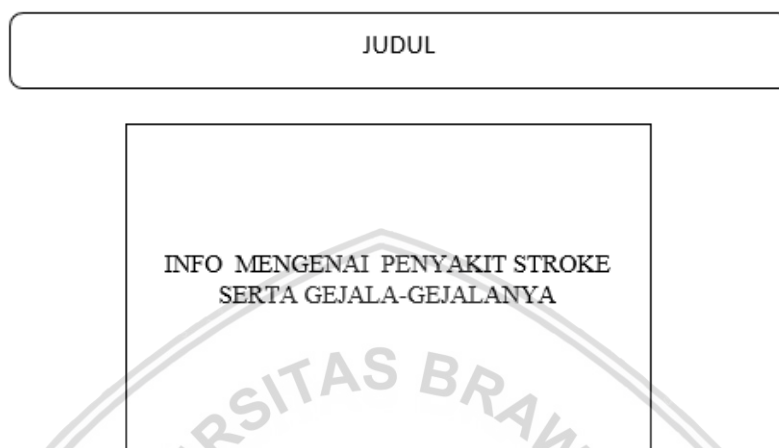 JUDUL
INFO MENGENAI PENYAKIT STROKE
SERTA GEJALA-GEJALANYA
RSITAS BRAW